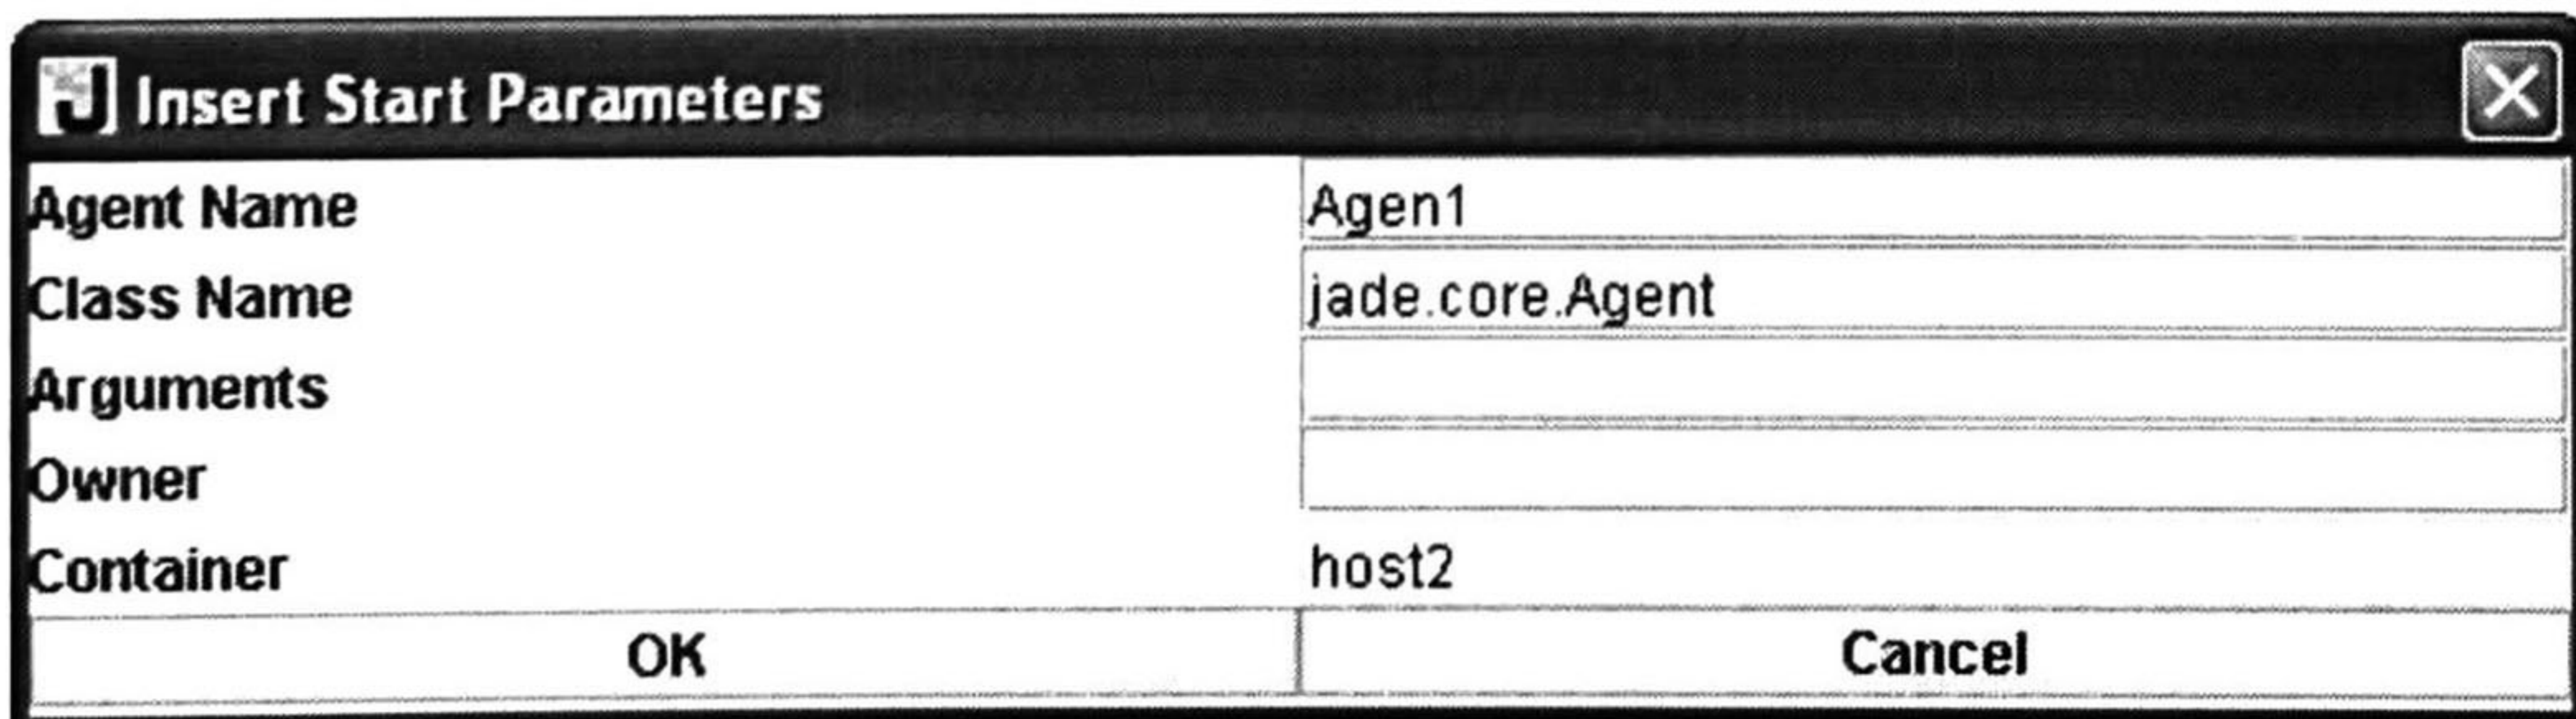 Insert Start Parameters
Agent Name Agen1
Class Name jade.core.Agent
Arguments
Owner
Container host2
OK Cancel